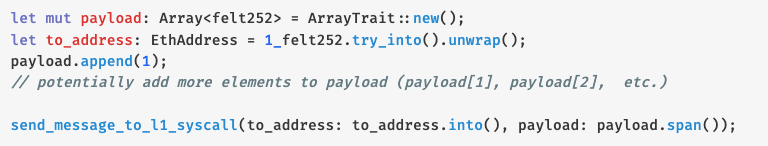 let mut payload: Array<felt252> = ArrayTrait::new();
let to_address: EthAddress = 1_felt252.try_into().unwrap();
payload.append(1);
// potentially add more elements to payload (payload[1], payload[2],  etc.)
send_message_to_l1_syscall(to_address: to_address.into(), payload: payload.span());